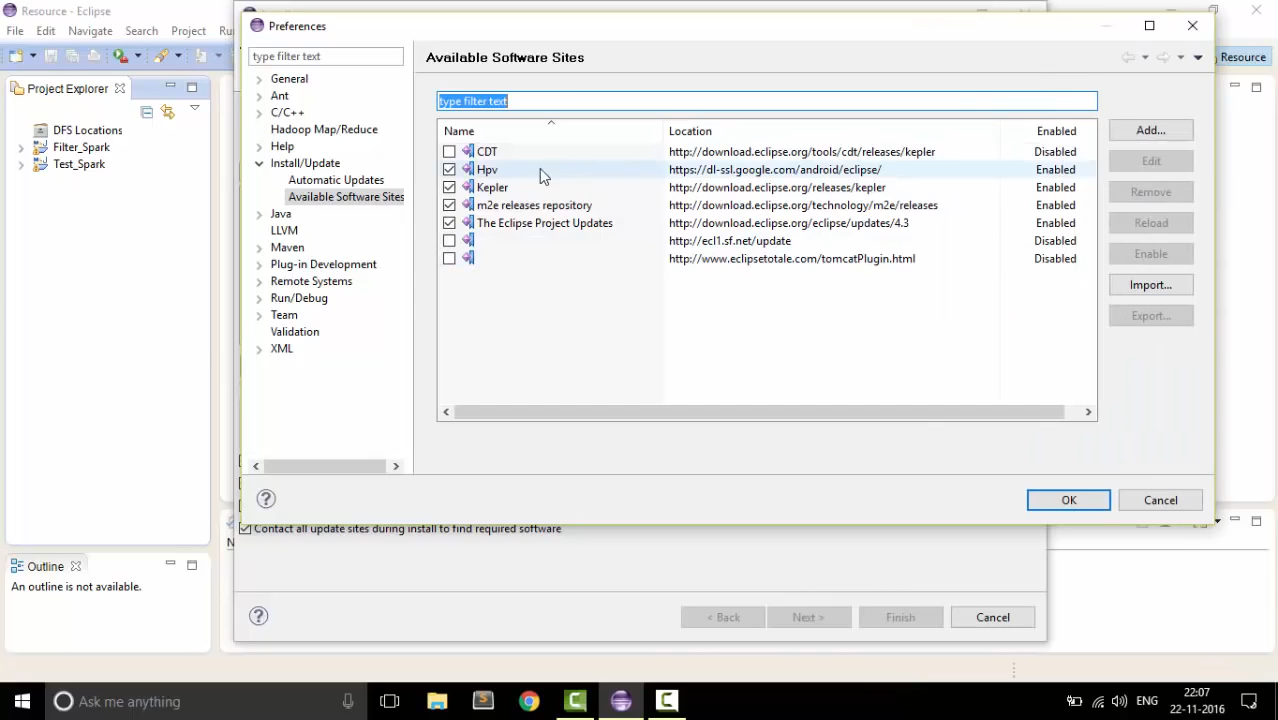 Resource - Eclipse
File Edit Navigate Search Project Ru
Resource
Project Explorer
DFS Locations
Filter_Spark
Test_Spark
Outline
An outline is not available.
Preferences
type filter text
General
Ant
C/C++
Hadoop Map/Reduce
Help
Install/Update
Automatic Updates
Available Software Sites
Java
LLVM
Maven
Plug-in Development
Remote Systems
Run/Debug
Team
Validation
XML
Available Software Sites
type filter text
Name Location Enabled
CDT http://download.eclipse.org/tools/cdt/releases/kepler Disabled
Hpv https://dl-ssl.google.com/android/eclipse/ Enabled
Kepler http://download.eclipse.org/releases/kepler Enabled
m2e releases repository http://download.eclipse.org/technology/m2e/releases Enabled
The Eclipse Project Updates http://download.eclipse.org/eclipse/updates/4.3 Enabled
http://ecl1.sf.net/update Disabled
http://www.eclipsetotale.com/tomcatPlugin.html Disabled
Add...
Edit
Remove
Reload
Enable
Import...
Export...
OK Cancel
Contact all update sites during install to find required software
< Back Next > Finish Cancel
Ask me anything
ENG
22:07
22-11-2016